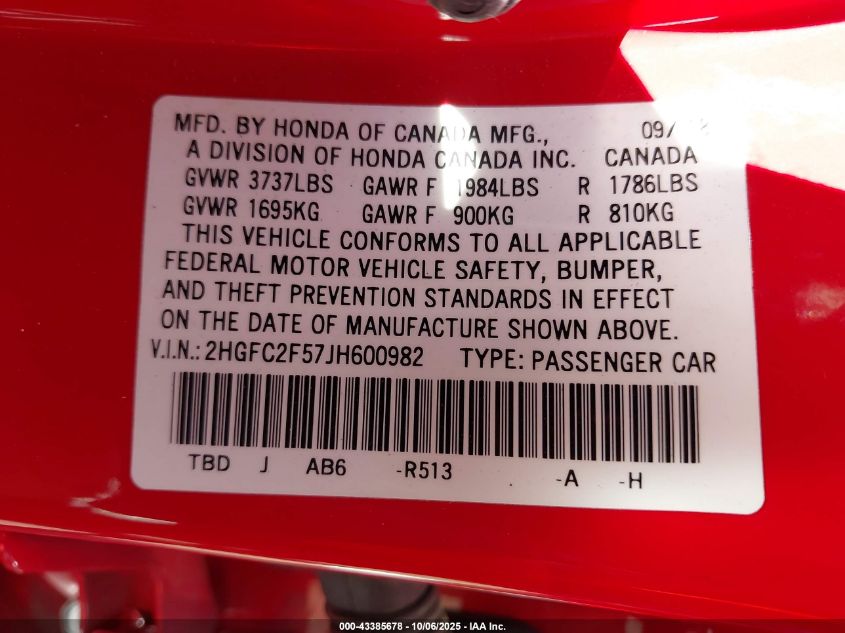 MFD. BY HONDA OF CANADA MFG., 09/
A DIVISION OF HONDA CANADA INC. CANADA
GVWR 3737LBS GAWR F 1984LBS R 1786LBS
GVWR 1695KG GAWR F 900KG R 810KG
THIS VEHICLE CONFORMS TO ALL APPLICABLE
FEDERAL MOTOR VEHICLE SAFETY, BUMPER,
AND THEFT PREVENTION STANDARDS IN EFFECT
ON THE DATE OF MANUFACTURE SHOWN ABOVE.
V.I.N.: 2HGFC2F57JH600982 TYPE: PASSENGER CAR
TBD J AB6 -R513 . -A -H
000-43385678 - 10/06/2025 - IAA Inc.